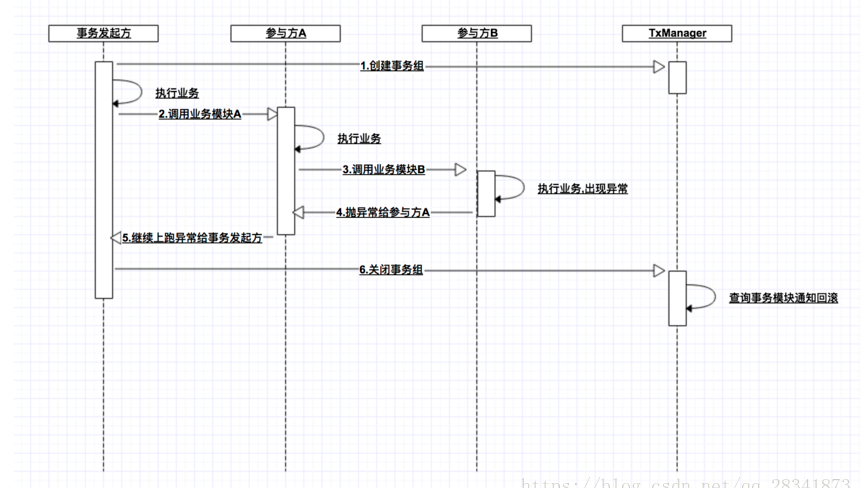 事务发起方
参与方A
参与方B
TxManager
1.创建事务组
执行业务
2.调用业务模块A
执行业务
3.调用业务模块B
执行业务,出现异常
4.抛异常给参与方A
5.继续上跑异常给事务发起方
6.关闭事务组
查询事务模块通知回滚
https://blog.csdn.net/qq_28341873